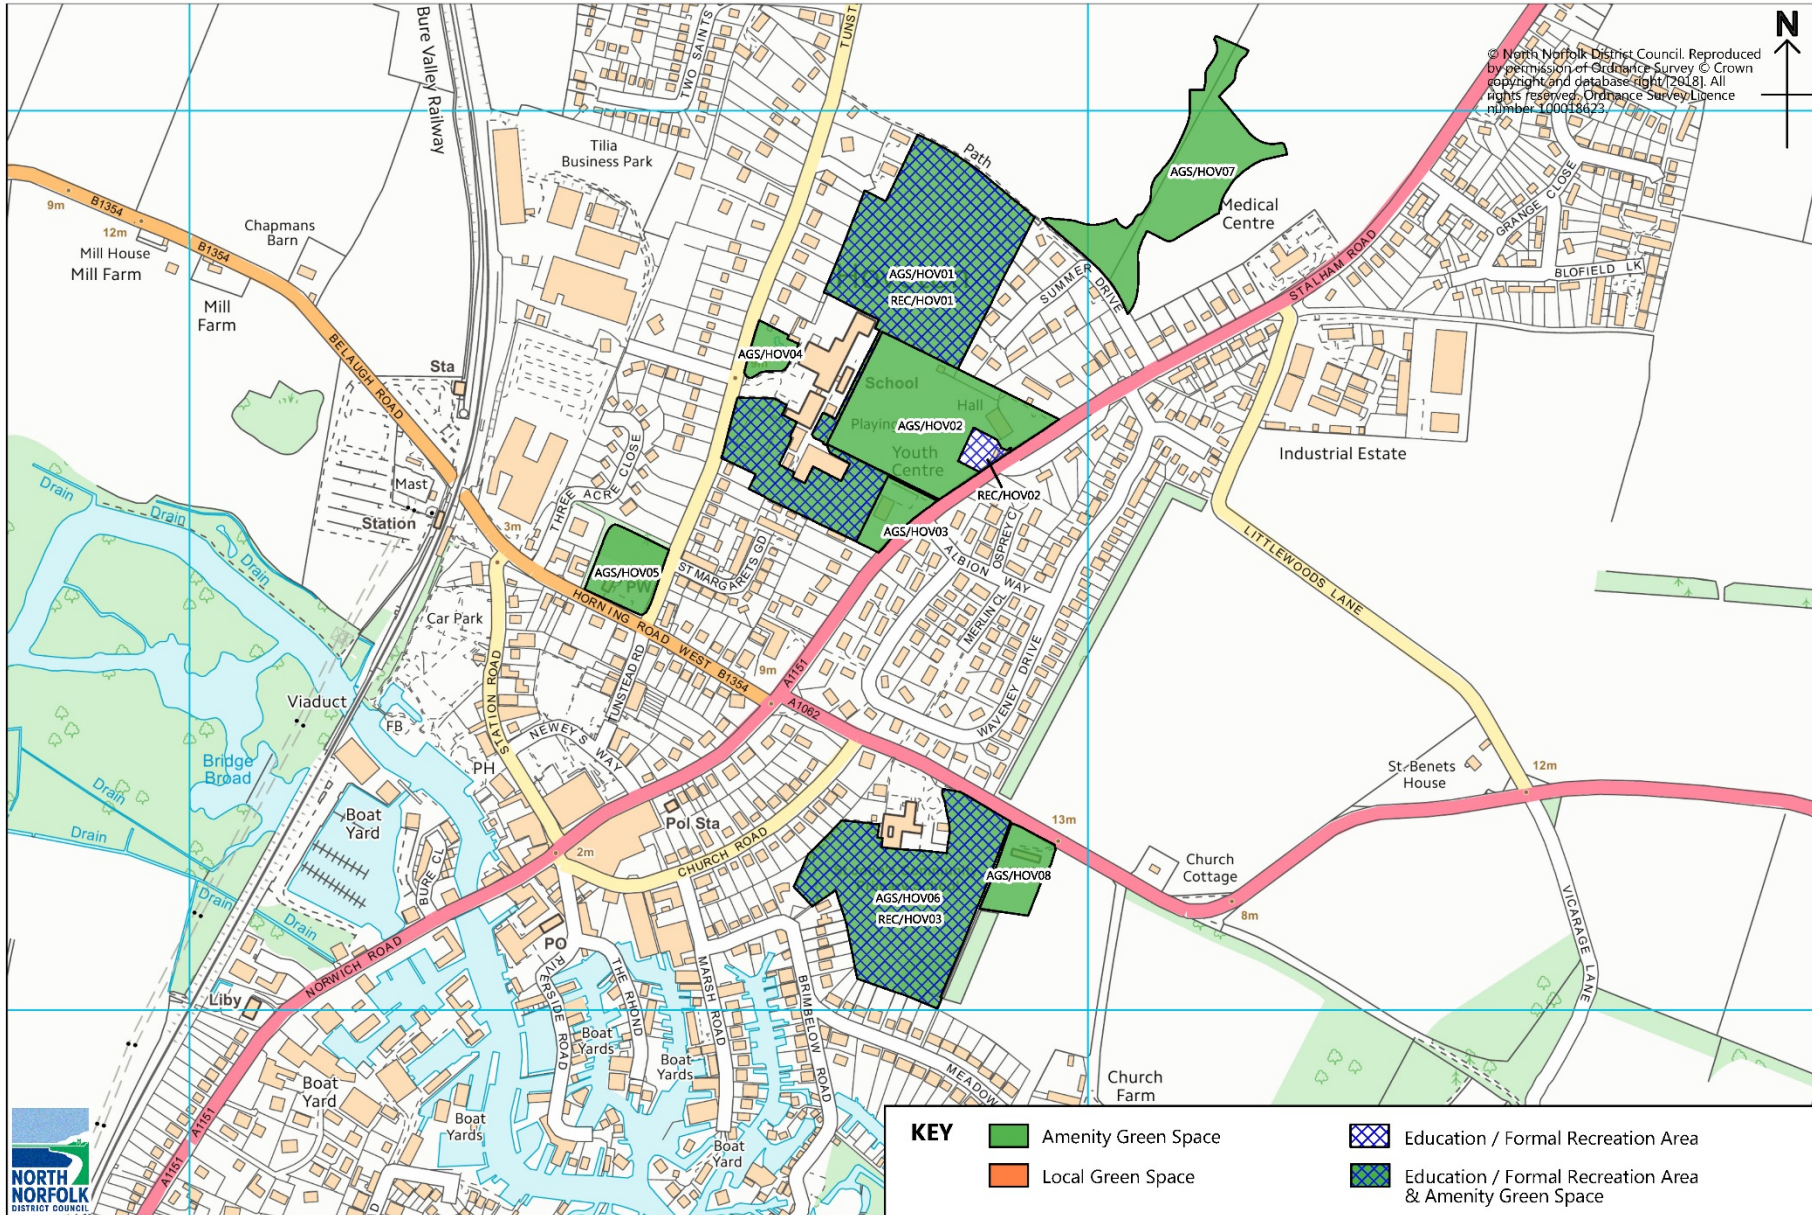 Bure Valley Railway
TWO SAINTS
TUNST
N
© North Norfolk District Council. Reproduced
by permission of Ordnance Survey © Crown
copyright and database right [2018]. All
rights reserved. Ordnance Survey Licence
number 100018623.
Tilia
Business Park
Path
AGS/HOV07
Medical
Centre
GRANGE CLOSE
BLOFIELD
STALHAM ROAD
9m
B1354
12m
B1354
Mill House
Mill Farm
Chapmans
Barn
Mill
Farm
AGS/HOV01
REC/HOV01
SUMMER DRIVE
BELAUGH ROAD
Sta
AGS/HOV04
School
Hall
Playing
AGS/HOV02
Youth
Centre
REC/HOV02
AGS/HOV03
Industrial Estate
Mast
Station
THREE ACRE CLOSE
3m
Drain
Drain
Drain
AGS/HOV05
PW
ST MARGARETS GD
ALBION WAY
OSPREY C
MERLIN CL
WAVENEY DRIVE
LITTLEWOODS LANE
HORNING ROAD WEST B1354
Car Park
STATION ROAD
TUNSTEAD RD
9m
A1151
A1062
Viaduct
FB
NEWEY S WAY
PH
Bridge
Broad
Drain
Drain
Boat
Yard
Pol Sta
CHURCH ROAD
2m
BURE CL
St Benets
House
12m
13m
AGS/HOV08
AGS/HOV06
REC/HOV03
Church
Cottage
8m
VICARAGE LANE
Drain
Drain
NORWICH ROAD
PO
Liby
RIVERSIDE ROAD
THE RHOND
MARSH ROAD
BRIMBELOW ROAD
Boat
Yards
Boat
Yards
MEADOW
Church
Farm
Boat
Yard
Boat
Yards
Boat
Yard
A1151
A1151
D
NORTH
NORFOLK
DISTRICT COUNCIL
KEY
Amenity Green Space
Local Green Space
Education / Formal Recreation Area
Education / Formal Recreation Area
& Amenity Green Space